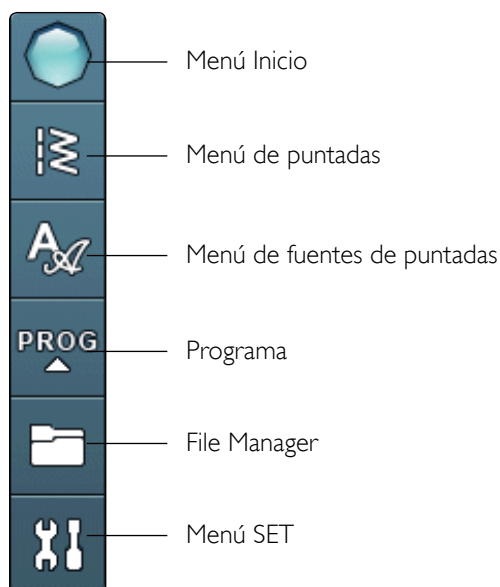 Menú Inicio
Menú de puntadas
A A
Menú de fuentes de puntadas
PROG
Programa
File Manager
Menú SET